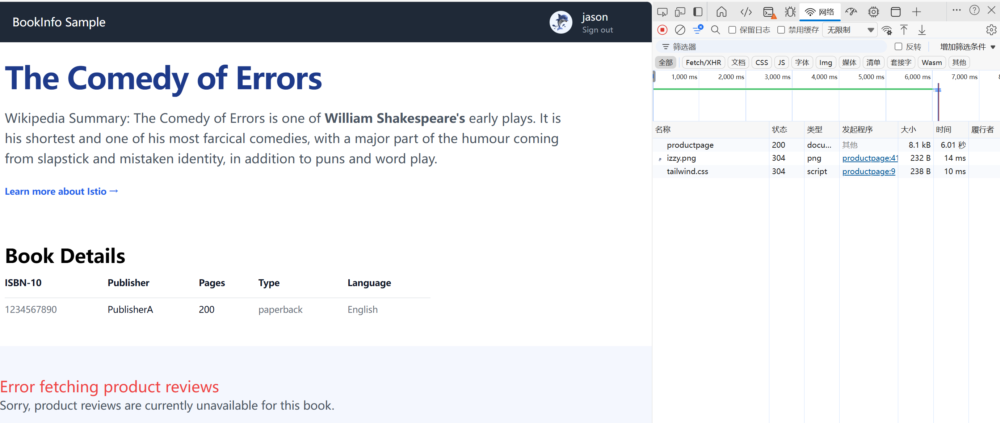 BookInfo Sample
jason
Sign out
The Comedy of Errors
Wikipedia Summary: The Comedy of Errors is one of William Shakespeare's early plays. It is
his shortest and one of his most farcical comedies, with a major part of the humour coming
from slapstick and mistaken identity, in addition to puns and word play.
Learn more about Istio →
Book Details
ISBN-10 Publisher Pages Type Language
1234567890 PublisherA 200 paperback English
Error fetching product reviews
Sorry, product reviews are currently unavailable for this book.
网络
保留日志 禁用缓存 无限制
筛选器 反转 增加筛选条件
全部 Fetch/XHR 文档 CSS JS 字体 Img 媒体 清单 套接字 Wasm 其他
1,000 ms 2,000 ms 3,000 ms 4,000 ms 5,000 ms 6,000 ms 7,000 ms
名称 状态 类型 发起程序 大小 时间 履行者
productpage 200 docu... 其他 8.1 kB 6.01 秒
izzy.png 304 png productpage:41 232 B 14 ms
tailwind.css 304 script productpage:9 238 B 10 ms